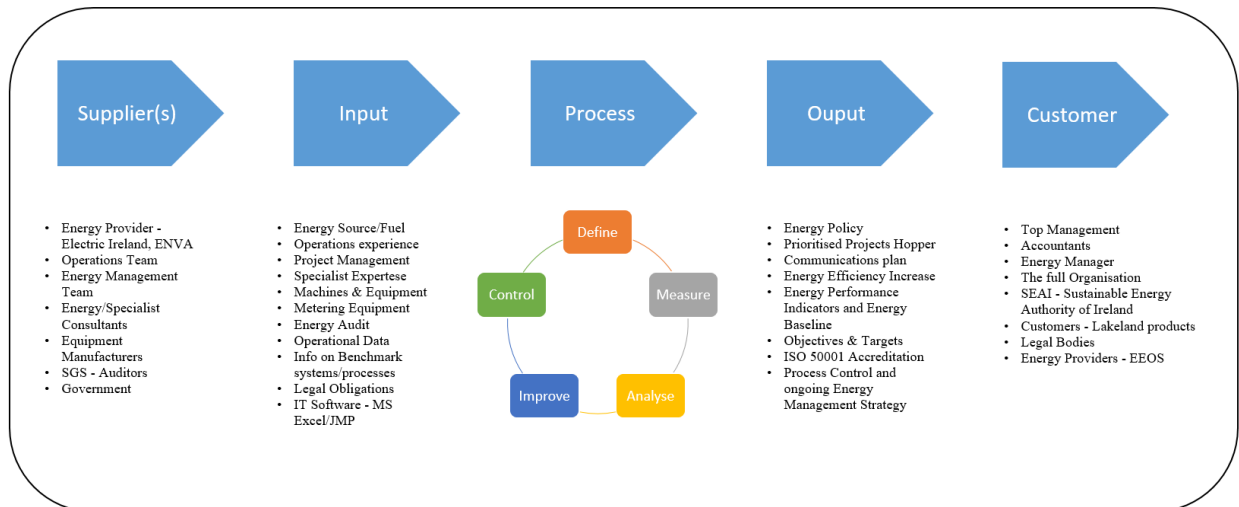 Supplier(s)
Input
Process
Ouput
Customer
• Energy Provider -
Electric Ireland, ENVA
• Operations Team
• Energy Management
Team
• Energy/Specialist
Consultants
• Equipment
Manufacturers
• SGS - Auditors
• Government
• Energy Source/Fuel
• Operations experience
• Project Management
• Specialist Expertese
• Machines & Equipment
• Metering Equipment
• Energy Audit
• Operational Data
• Info on Benchmark
systems/processes
• Legal Obligations
• IT Software - MS
Excel/JMP
Define
Measure
Analyse
Improve
Control
• Energy Policy
• Prioritised Projects Hopper
• Communications plan
• Energy Efficiency Increase
• Energy Performance
Indicators and Energy
Baseline
• Objectives & Targets
• ISO 50001 Accreditation
• Process Control and
ongoing Energy
Management Strategy
• Top Management
• Accountants
• Energy Manager
• The full Organisation
• SEAI - Sustainable Energy
Authority of Ireland
• Customers - Lakeland products
• Legal Bodies
• Energy Providers - EEOS